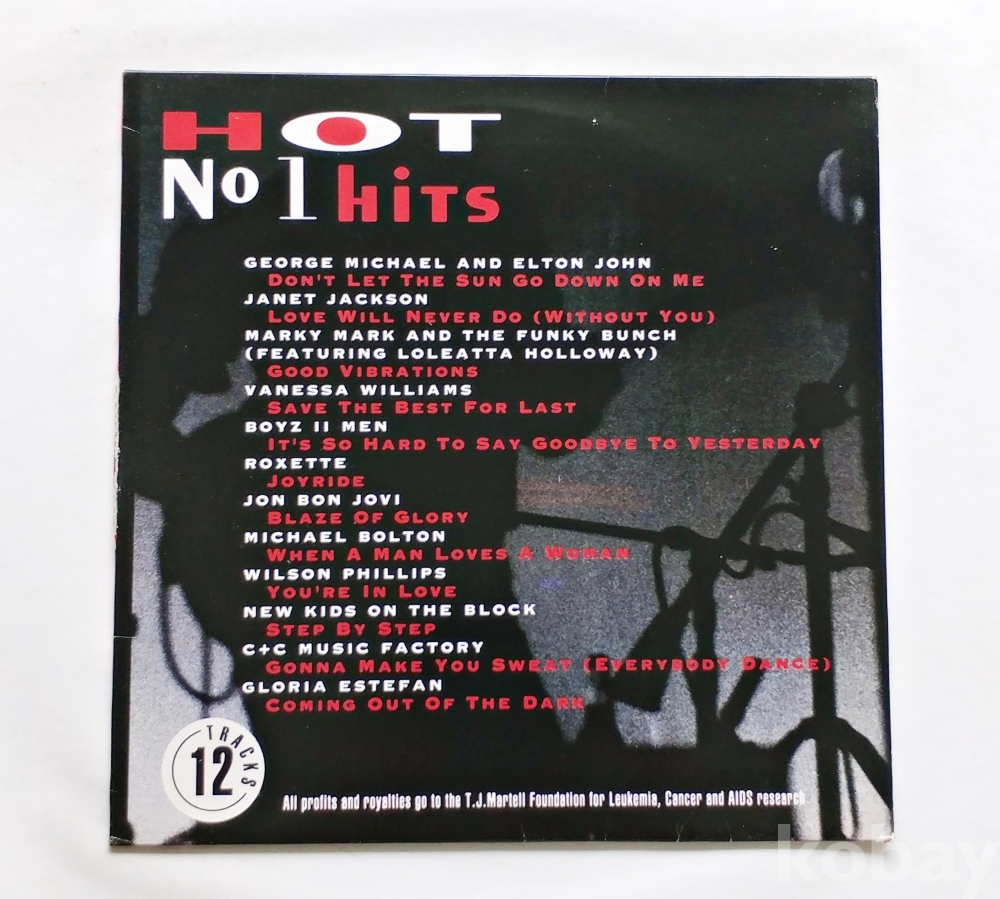 HOT
No 1 hits
GEORGE MICHAEL AND ELTON JOHN
DON'T LET THE SUN GO DOWN ON ME
JANET JACKSON
LOVE WILL NEVER DO (WITHOUT YOU)
MARKY MARK AND THE FUNKY BUNCH
(FEATURING LOLEATTA HOLLOWAY)
GOOD VIBRATIONS
VANESSA WILLIAMS
SAVE THE BEST FOR LAST
BOYZ II MEN
IT'S SO HARD TO SAY GOODBYE TO YESTERDAY
ROXETTE
JOYRIDE
JON BON JOVI
BLAZE OF GLORY
MICHAEL BOLTON
WHEN A MAN LOVES A WOMAN
WILSON PHILLIPS
YOU'RE IN LOVE
NEW KIDS ON THE BLOCK
STEP BY STEP
C+C MUSIC FACTORY
GONNA MAKE YOU SWEAT (EVERYBODY DANCE)
GLORIA ESTEFAN
COMING OUT OF THE DARK
12 TRACKS
All profits and royalties go to the T.J.Martell Foundation for Leukemia, Cancer and AIDS research
kobay